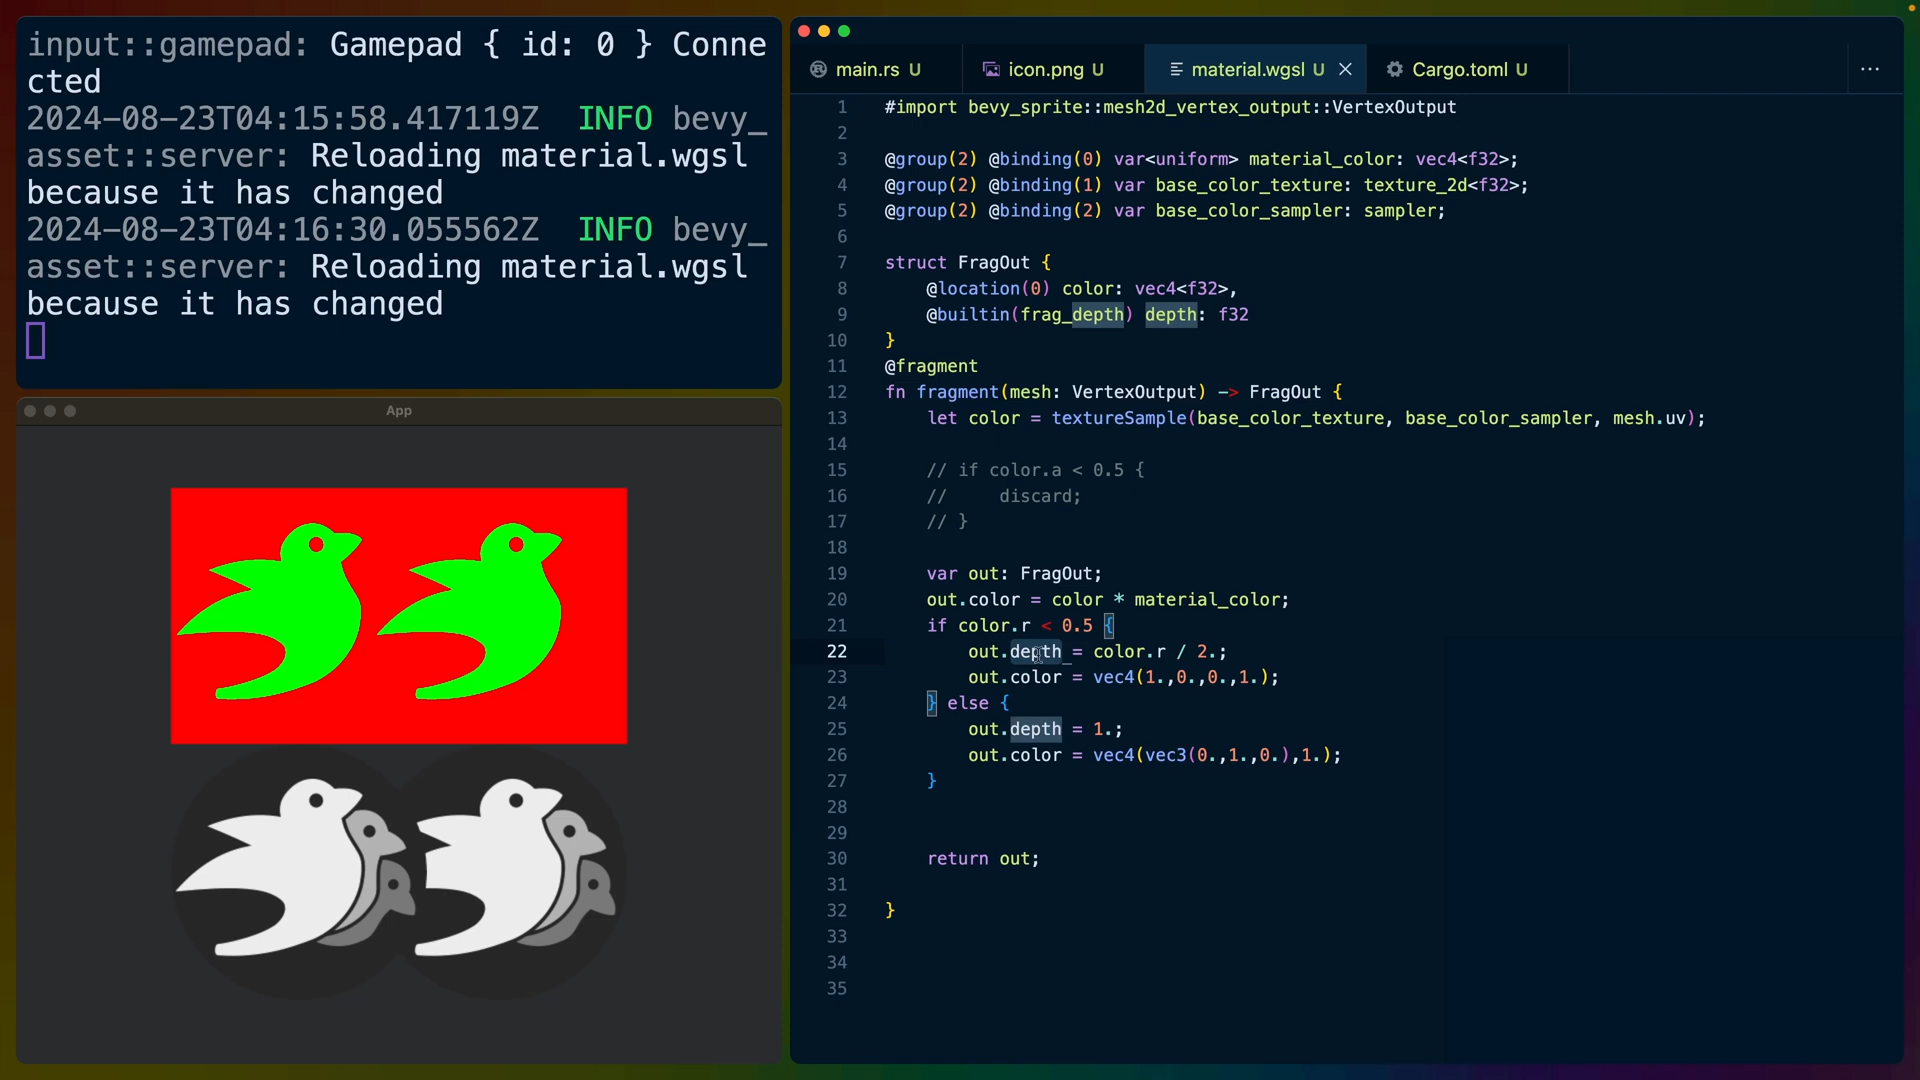 input::gamepad: Gamepad { id: 0 } Conne
cted
2024-08-23T04:15:58.417119Z  INFO bevy_
asset::server: Reloading material.wgsl
because it has changed
2024-08-23T04:16:30.055562Z  INFO bevy_
asset::server: Reloading material.wgsl
because it has changed
App
main.rs U
icon.png U
material.wgsl U
Cargo.toml U
1 #import bevy_sprite::mesh2d_vertex_output::VertexOutput
2
3 @group(2) @binding(0) var<uniform> material_color: vec4<f32>;
4 @group(2) @binding(1) var base_color_texture: texture_2d<f32>;
5 @group(2) @binding(2) var base_color_sampler: sampler;
6
7 struct FragOut {
8     @location(0) color: vec4<f32>,
9     @builtin(frag_depth) depth: f32
10 }
11 @fragment
12 fn fragment(mesh: VertexOutput) -> FragOut {
13     let color = textureSample(base_color_texture, base_color_sampler, mesh.uv);
14
15     // if color.a < 0.5 {
16     //     discard;
17     // }
18
19     var out: FragOut;
20     out.color = color * material_color;
21     if color.r < 0.5 {
22         out.depth = color.r / 2.;
23         out.color = vec4(1.,0.,0.,1.);
24     } else {
25         out.depth = 1.;
26         out.color = vec4(vec3(0.,1.,0.),1.);
27     }
28
29
30     return out;
31
32 }
33
34
35